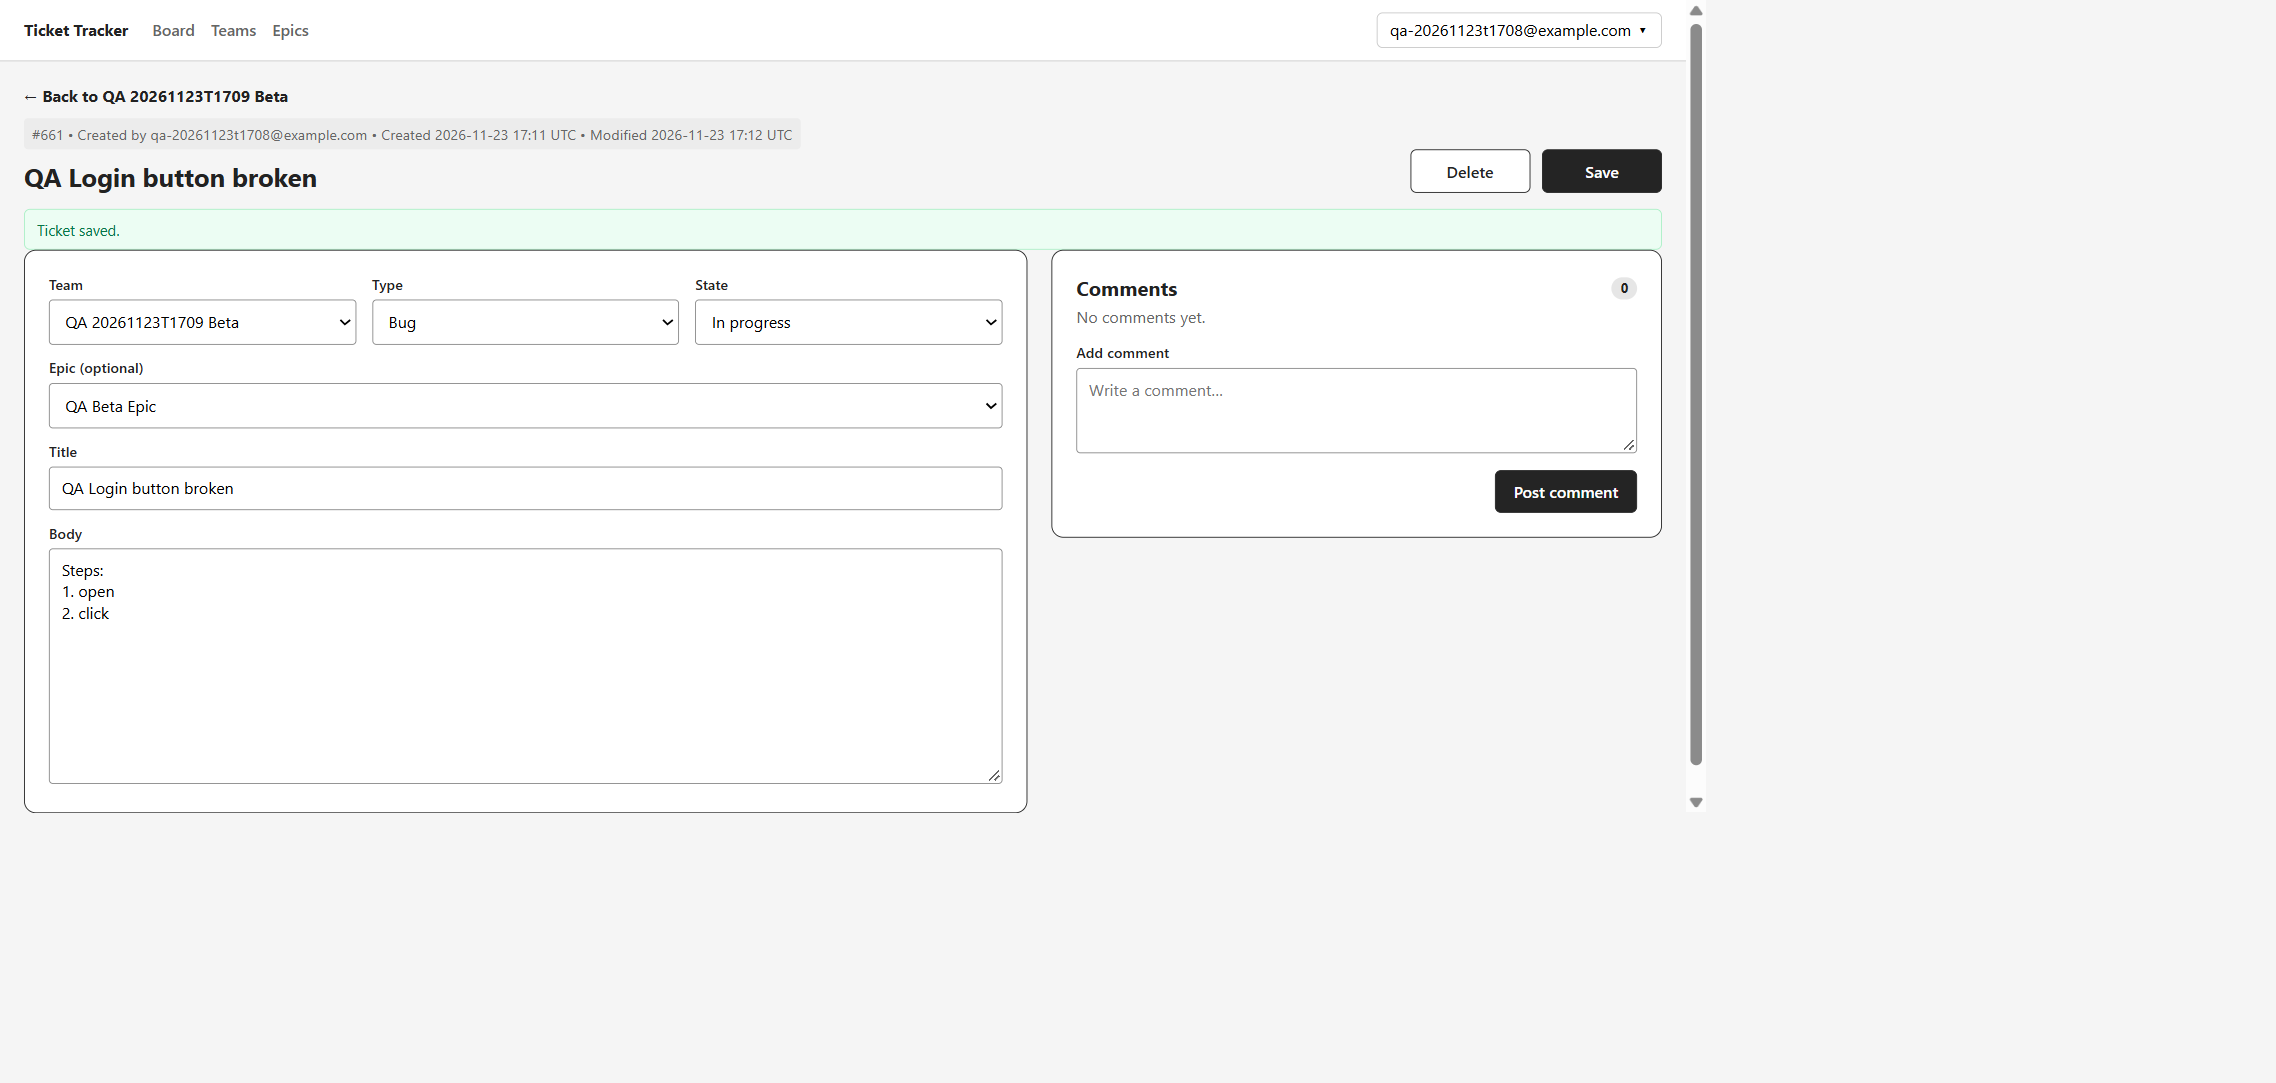 Ticket Tracker Board Teams Epics qa-20261123t1708@example.com ▼
← Back to QA 20261123T1709 Beta
#661 • Created by qa-20261123t1708@example.com • Created 2026-11-23 17:11 UTC • Modified 2026-11-23 17:12 UTC
QA Login button broken
Delete Save
Ticket saved.
Team Type State
QA 20261123T1709 Beta Bug In progress
Epic (optional)
QA Beta Epic
Title
QA Login button broken
Body
Steps:
1. open
2. click
Comments 0
No comments yet.
Add comment
Write a comment...
Post comment